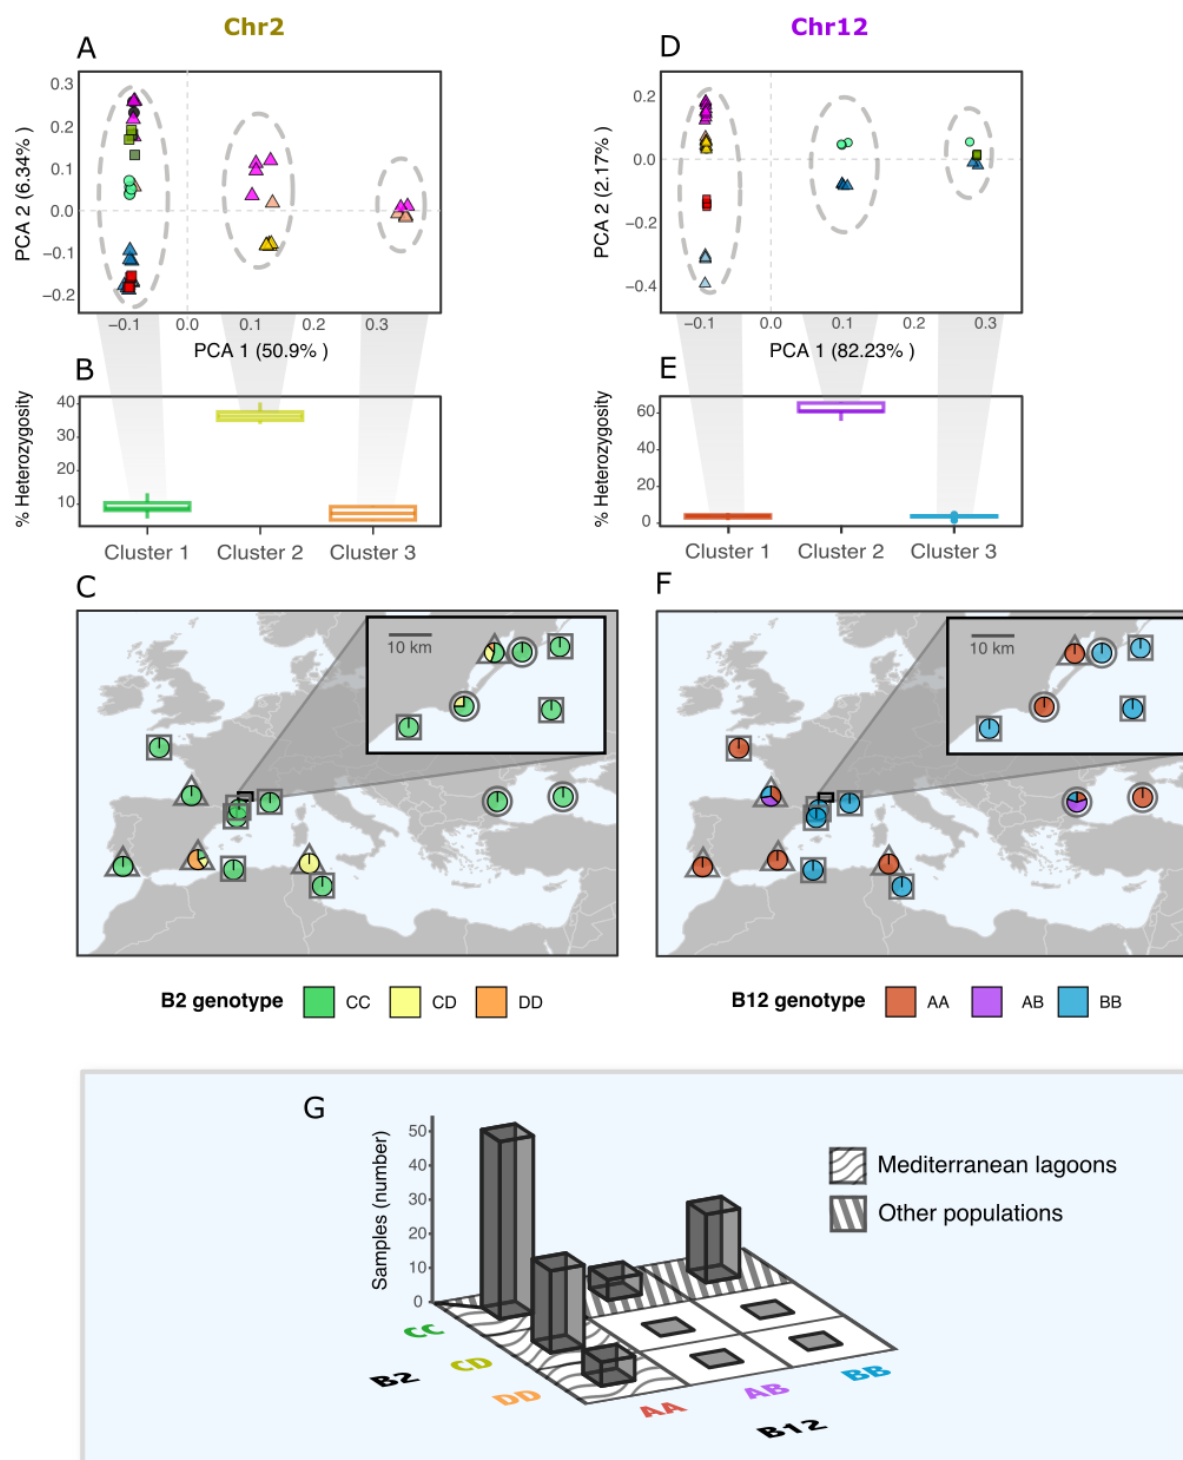 Chr2
Chr12
A
D
PCA 2 (6.34% )
0.3
0.2
0.1
0.0
−0.1
−0.2
−0.1
0.0
0.1
0.2
0.3
PCA 1 (50.9% )
PCA 2 (2.17% )
0.2
0.0
−0.2
−0.4
−0.1
0.0
0.1
0.2
0.3
PCA 1 (82.23% )
B
% Heterozygosity
40
30
20
10
Cluster 1
Cluster 2
Cluster 3
E
% Heterozygosity
60
40
20
0
Cluster 1
Cluster 2
Cluster 3
C
10 km
F
10 km
B2 genotype
CC
CD
DD
B12 genotype
AA
AB
BB
G
Samples (number)
50
40
30
20
10
0
Mediterranean lagoons
Other populations
CC
CD
DD
B2
AA
AB
BB
B12